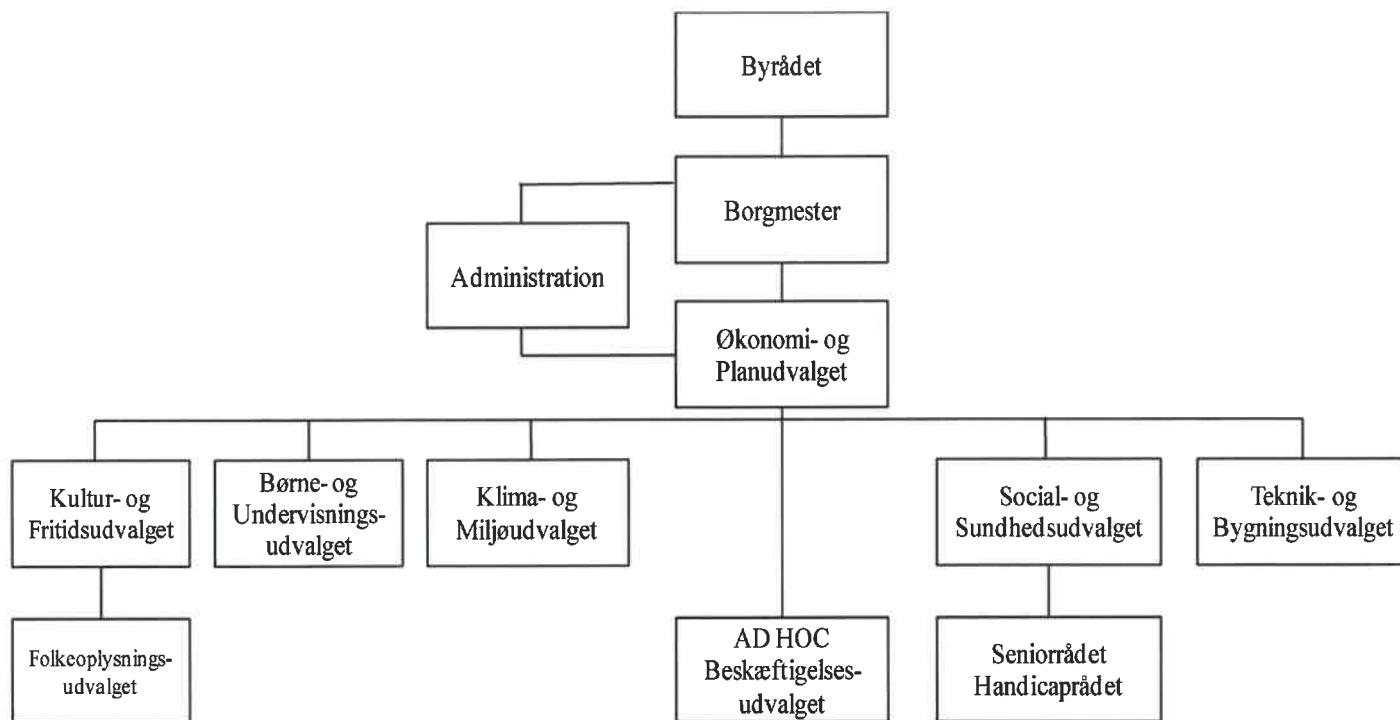 Byrådet
Borgmester
Administration
Økonomi- og
Planudvalget
Kultur- og
Fritidsudvalget
Børne- og
Undervisnings-
udvalget
Klima- og
Miljøudvalget
Social- og
Sundhedsudvalget
Teknik- og
Bygningsudvalget
Folkeoplysnings-
udvalget
AD HOC
Beskæftigelses-
udvalget
Seniorrådet
Handicaprådet